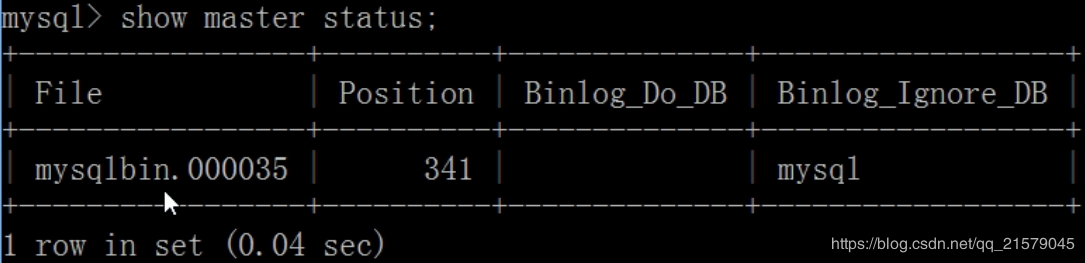 mysql> show master status;
| File | Position | Binlog_Do_DB | Binlog_Ignore_DB |
| mysqlbin.000035 | 341 | | mysql |
1 row in set (0.04 sec)
https://blog.csdn.net/qq_21579045